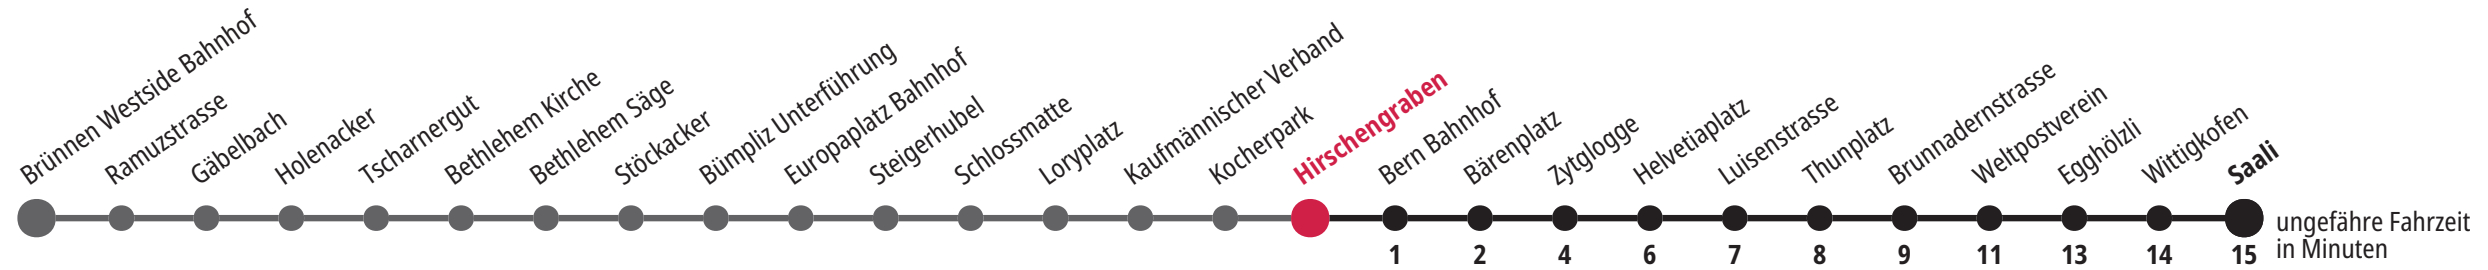 Brünnen Westside Bahnhof
Ramuzstrasse
Gäbelbach
Holenacker
Tscharnergut
Bethlehem Kirche
Bethlehem Säge
Stöckacker
Bümpliz Unterführung
Europaplatz Bahnhof
Steigerhubel
Schlossmatte
Loryplatz
Kaufmännischer Verband
Kocherpark
Hirschengraben
Bern Bahnhof
Bärenplatz
Zytglogge
Helvetiaplatz
Luisenstrasse
Thunplatz
Brunnadernstrasse
Weltpostverein
Egghölzli
Wittigkofen
Saali
1 2 4 6 7 8 9 11 13 14 15
ungefähre Fahrzeit
in Minuten